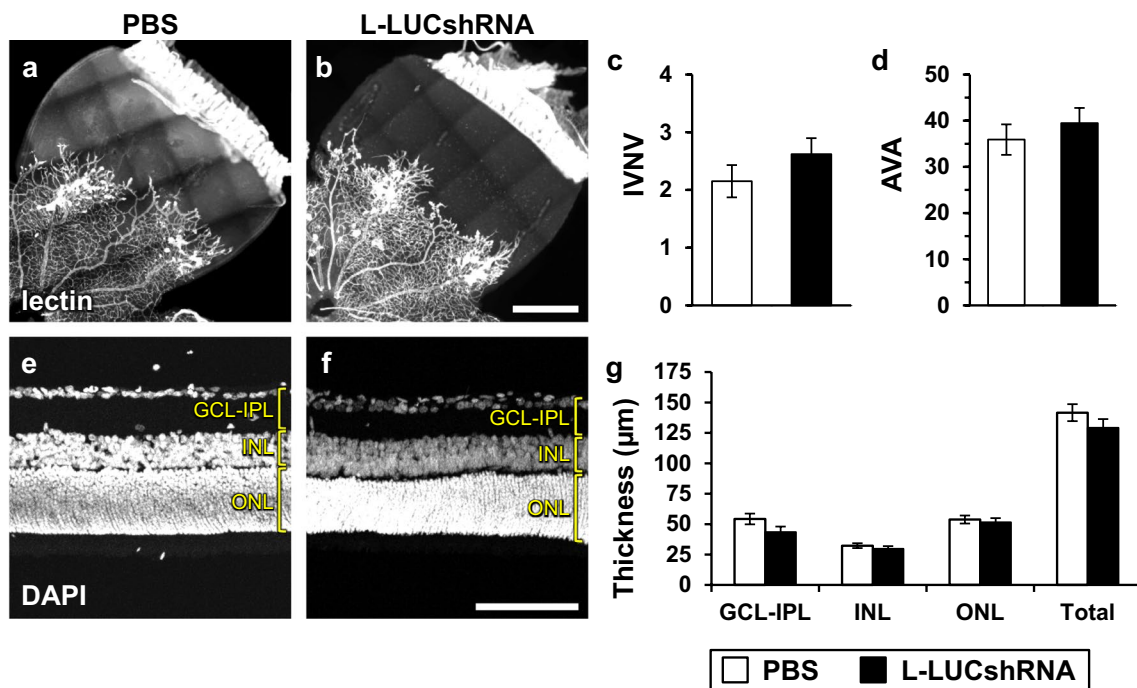 PBS
L-LUCshRNA
a
lectin
b
c
IVNV
4
3
2
1
0
d
AVA
50
40
30
20
10
0
e
GCL-IPL
INL
ONL
DAPI
f
GCL-IPL
INL
ONL
g
Thickness (µm)
175
150
125
100
75
50
25
0
GCL-IPL INL ONL Total
PBS L-LUCshRNA